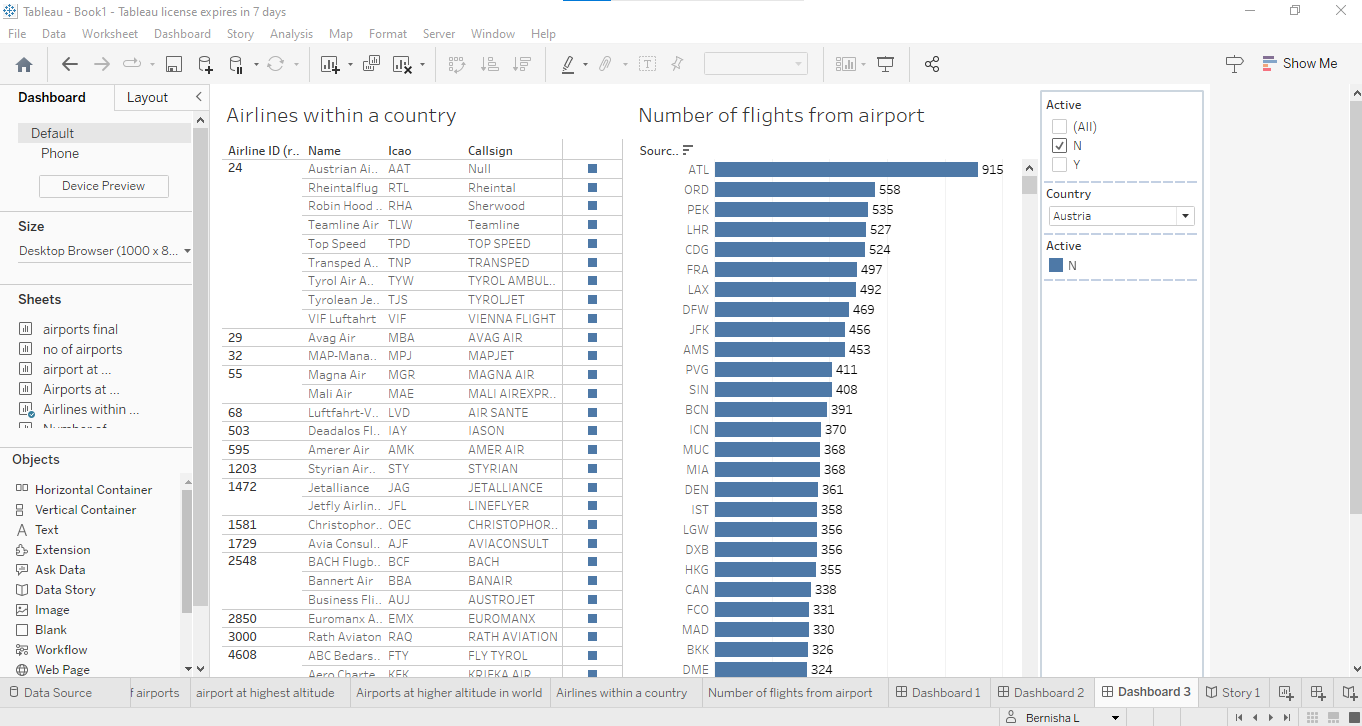 Tableau - Book1 - Tableau license expires in 7 days
File Data Worksheet Dashboard Story Analysis Map Format Server Window Help
Show Me
Dashboard Layout
Default
Phone
Device Preview
Size
Desktop Browser (1000 x 8...
Sheets
airports final
no of airports
airport at ...
Airports at ...
Airlines within ...
Number of
Objects
Horizontal Container
Vertical Container
Text
Extension
Ask Data
Data Story
Image
Blank
Workflow
Web Page
Airlines within a country
Airline ID (r.. Name Icao Callsign
24 Austrian Ai.. AAT Null
Rheintalflug RTL Rheintal
Robin Hood .. RHA Sherwood
Teamline Air TLW Teamline
Top Speed TPD TOP SPEED
Transped A.. TNP TRANSPED
Tyrol Air A.. TYW TYROL AMBUL..
Tyrolean Je.. TJS TYROLJET
VIF Luftahrt VIF VIENNA FLIGHT
29 Avag Air MBA AVAG AIR
32 MAP-Mana.. MPJ MAPJET
55 Magna Air MGR MAGNA AIR
Mali Air MAE MALI AIREXPR..
68 Luftfahrt-V.. LVD AIR SANTE
503 Deadalos Fl.. IAY IASON
595 Amerer Air AMK AMER AIR
1203 Styrian Air.. STY STYRIAN
1472 Jetalliance JAG JETALLIANCE
Jetfly Airlin.. JFL LINEFLYER
1581 Christophor.. OEC CHRISTOPHOR..
1729 Avia Consul.. AJF AVIACONSULT
2548 BACH Flugb.. BCF BACH
Bannert Air BBA BANAIR
Business Fli.. AUJ AUSTROJET
2850 Euromanx A.. EMX EUROMANX
3000 Rath Aviaton RAQ RATH AVIATION
4608 ABC Bedars.. FTY FLY TYROL
Aero Charte.. KFK KRIFKA AIR
Number of flights from airport
Sourc..
ATL 915
ORD 558
PEK 535
LHR 527
CDG 524
FRA 497
LAX 492
DFW 469
JFK 456
AMS 453
PVG 411
SIN 408
BCN 391
ICN 370
MUC 368
MIA 368
DEN 361
IST 358
LGW 356
DXB 356
HKG 355
CAN 338
FCO 331
MAD 330
BKK 326
DME 324
Active
(All)
N
Y
Country
Austria
Active
N
Data Source f airports airport at highest altitude Airports at higher altitude in world Airlines within a country Number of flights from airport Dashboard 1 Dashboard 2 Dashboard 3 Story 1
Bernisha L